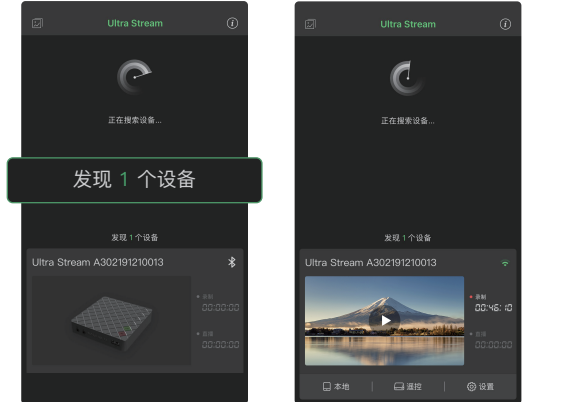 Ultra Stream
正在搜索设备...
发现 1 个设备
发现 1 个设备
Ultra Stream A302191210013
录制
00:00:00
直播
00:00:00
Ultra Stream
正在搜索设备...
发现 1 个设备
Ultra Stream A302191210013
录制
00:46:10
直播
00:00:00
本地
遥控
设置